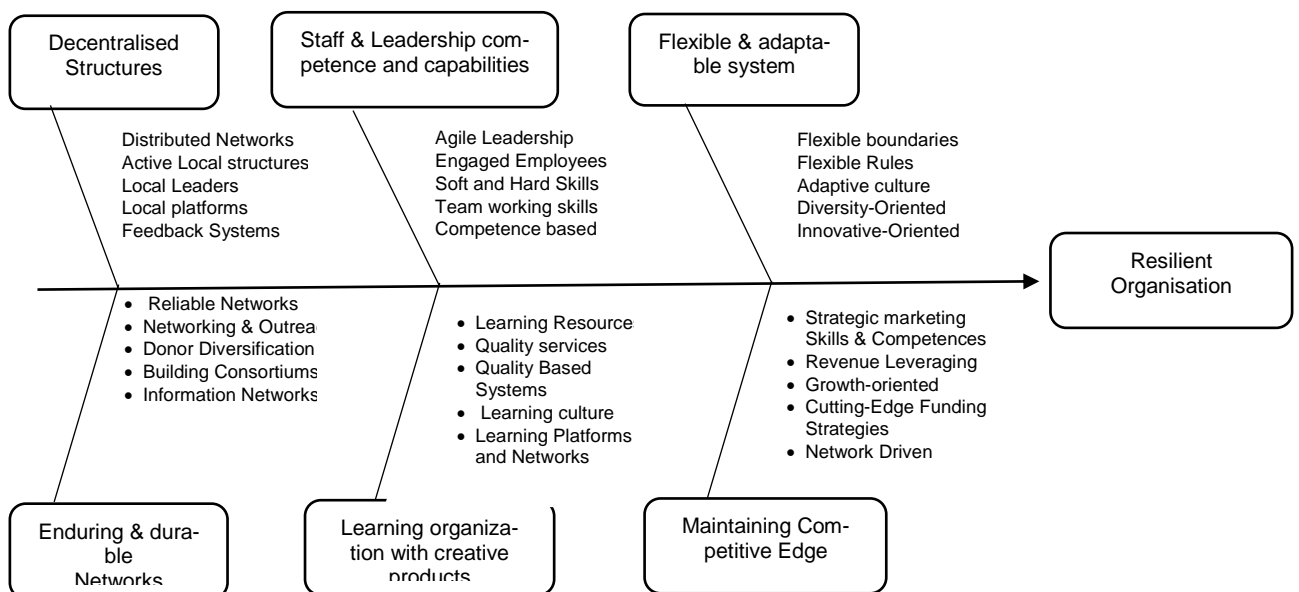 Decentralised
Structures
Staff & Leadership com-
petence and capabilities
Flexible & adapta-
ble system
Distributed Networks
Active Local structures
Local Leaders
Local platforms
Feedback Systems
Agile Leadership
Engaged Employees
Soft and Hard Skills
Team working skills
Competence based
Flexible boundaries
Flexible Rules
Adaptive culture
Diversity-Oriented
Innovative-Oriented
Resilient
Organisation
• Reliable Networks
• Networking & Outrea
• Donor Diversification
• Building Consortiums
• Information Networks
• Learning Resource
• Quality services
• Quality Based
Systems
• Learning culture
• Learning Platforms
and Networks
• Strategic marketing
Skills & Competences
• Revenue Leveraging
• Growth-oriented
• Cutting-Edge Funding
Strategies
• Network Driven
Enduring & dura-
ble
Networks
Learning organiza-
tion with creative
products
Maintaining Com-
petitive Edge